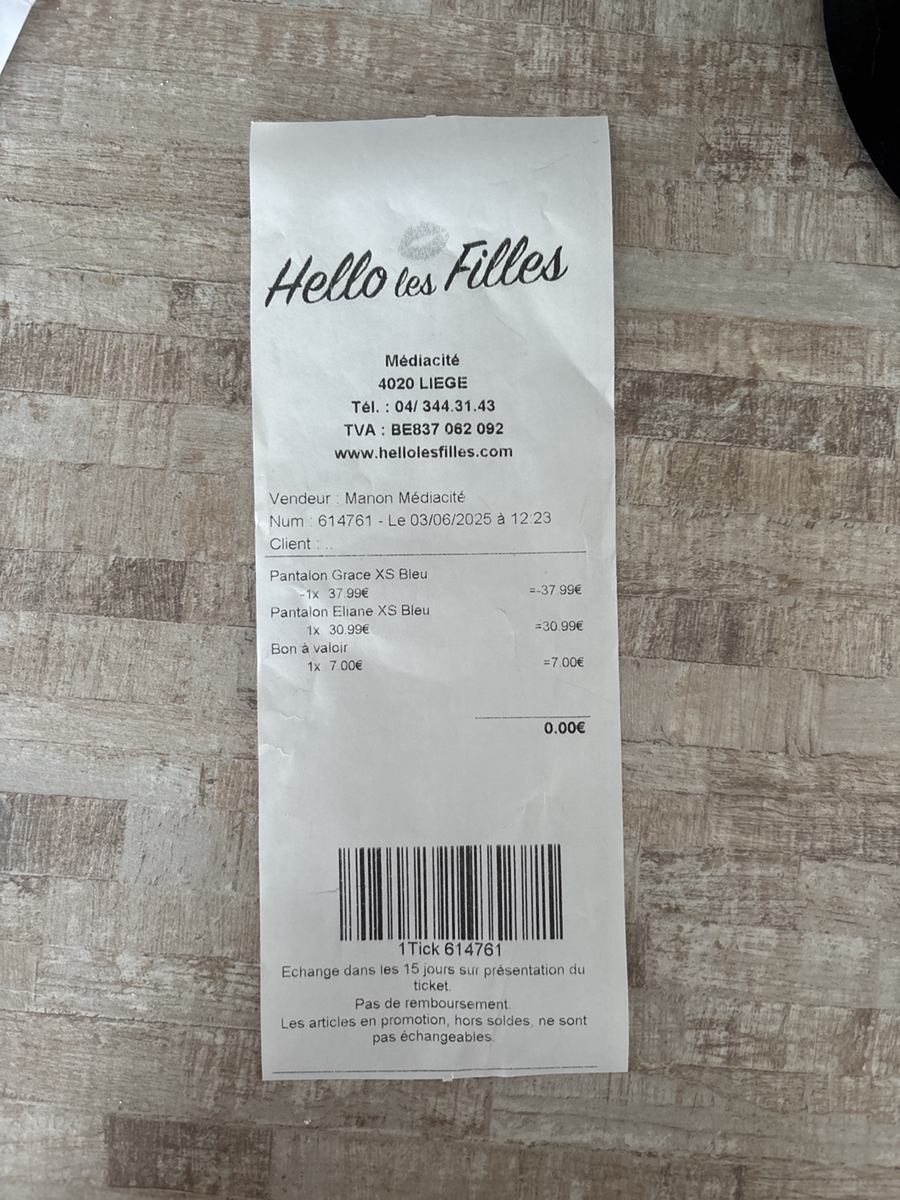 Hello les Filles
Médiacité
4020 LIEGE
Tél. : 04/ 344.31.43
TVA : BE837 062 092
www.hellolesfilles.com
Vendeur : Manon Médiacité
Num : 614761 - Le 03/06/2025 à 12:23
Client : ..
Pantalon Grace XS Bleu
-1x 37.99€ =-37.99€
Pantalon Eliane XS Bleu
1x 30.99€ =30.99€
Bon à valoir
1x 7.00€ =7.00€
0.00€
1Tick 614761
Echange dans les 15 jours sur présentation du
ticket.
Pas de remboursement.
Les articles en promotion, hors soldes, ne sont
pas échangeables.